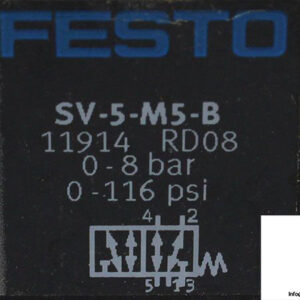 FESTO
SV-5-M5-B
11914 RD08
0-8 bar
0-116 psi
4 2
5 1 3